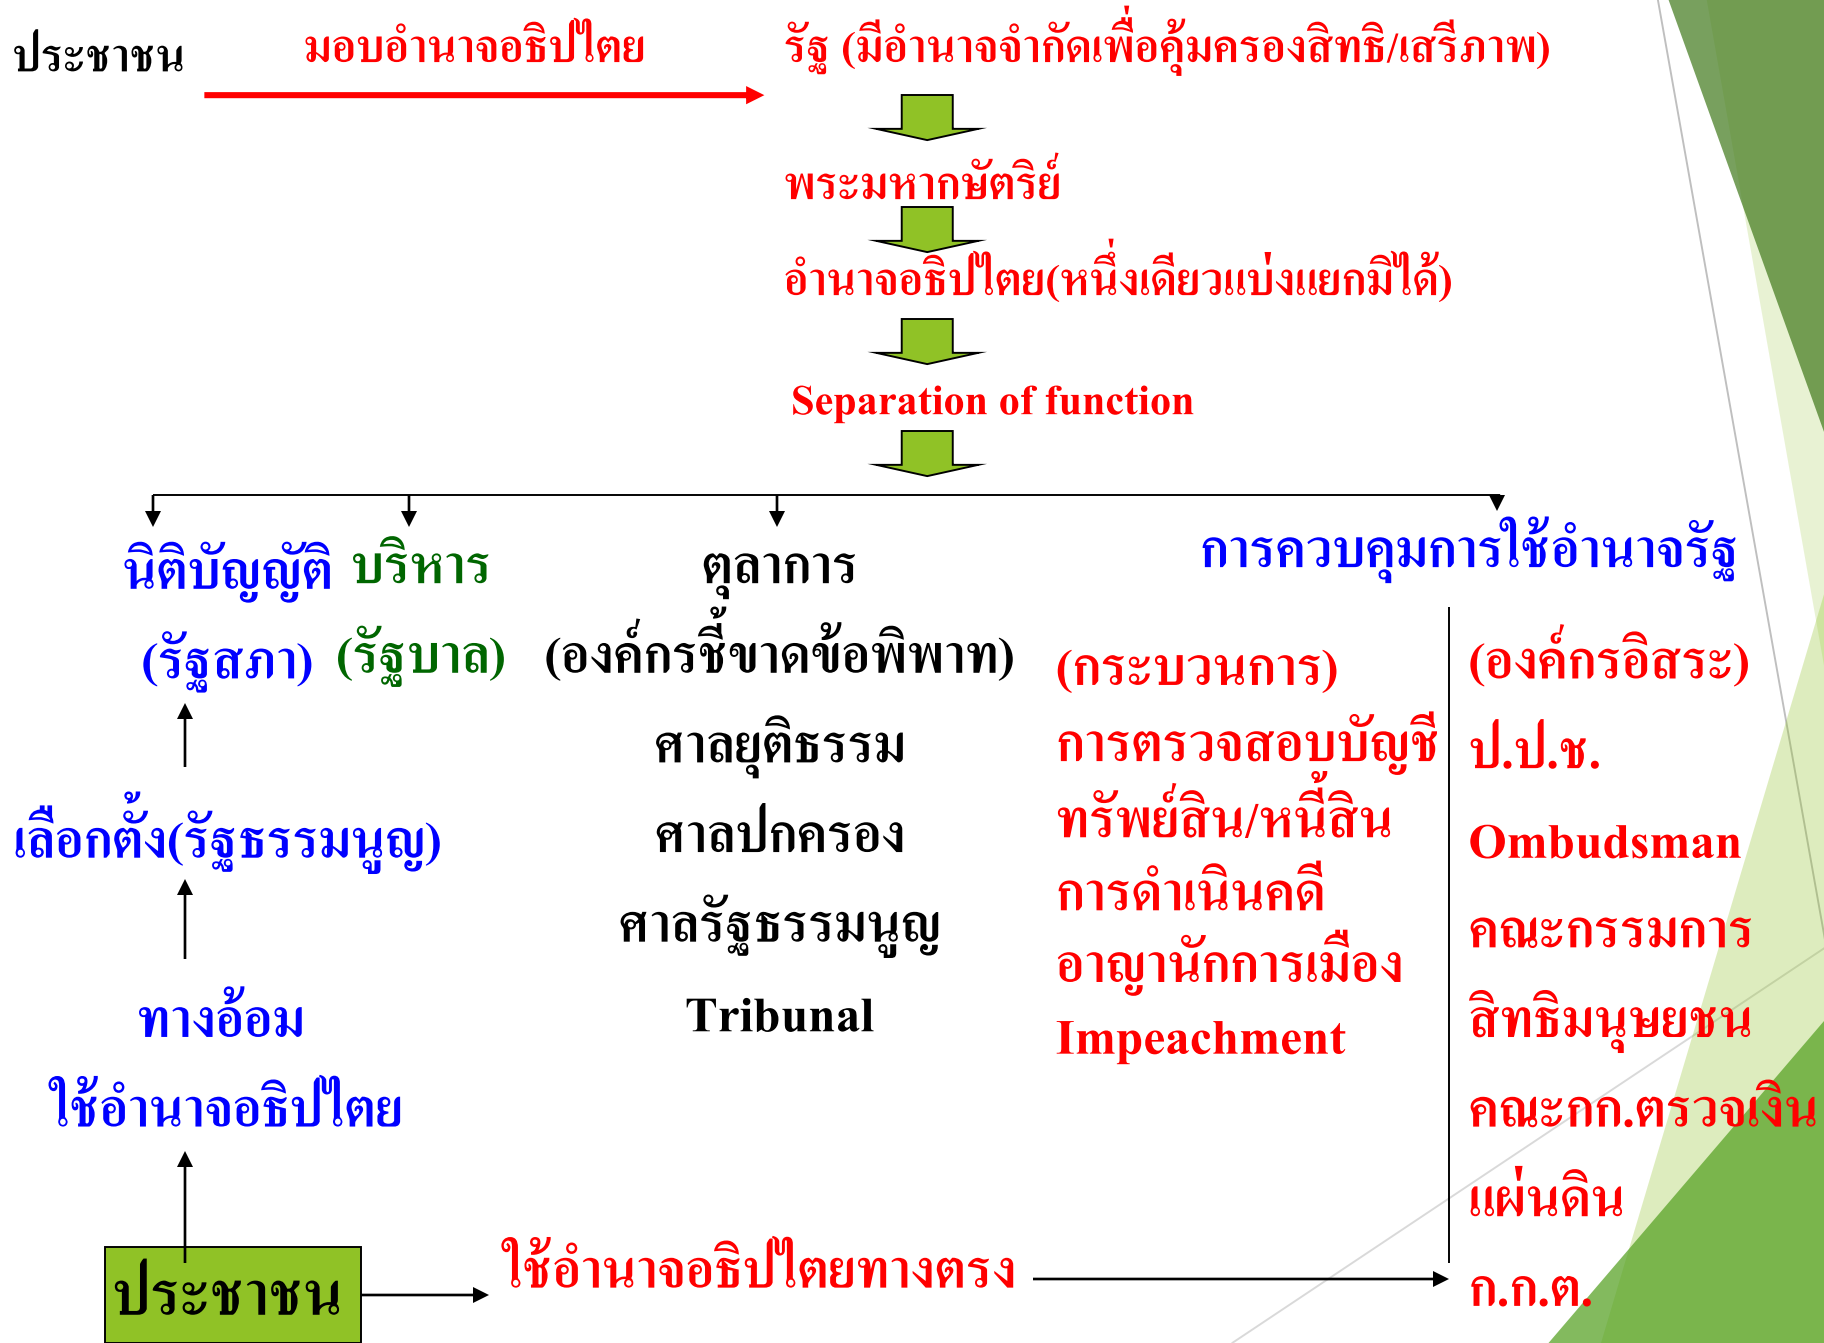 ประชาชน มอบอำนาจอธิปไตย รัฐ (มีอำนาจจำกัดเพื่อคุ้มครองสิทธิ/เสรีภาพ)
พระมหากษัตริย์
อำนาจอธิปไตย(หนึ่งเดียวแบ่งแยกมิได้)
Separation of function
นิติบัญญัติ
(รัฐสภา)
บริหาร
(รัฐบาล)
ตุลาการ
(องค์กรชี้ขาดข้อพิพาท)
ศาลยุติธรรม
ศาลปกครอง
ศาลรัฐธรรมนูญ
Tribunal
การควบคุมการใช้อำนาจรัฐ
(กระบวนการ)
การตรวจสอบบัญชี
ทรัพย์สิน/หนี้สิน
การดำเนินคดี
อาญานักการเมือง
Impeachment
(องค์กรอิสระ)
ป.ป.ช.
Ombudsman
คณะกรรมการ
สิทธิมนุษยชน
คณะกก.ตรวจเงิน
แผ่นดิน
ก.ก.ต.
เลือกตั้ง(รัฐธรรมนูญ)
ทางอ้อม
ใช้อำนาจอธิปไตย
ประชาชน
ใช้อำนาจอธิปไตยทางตรง